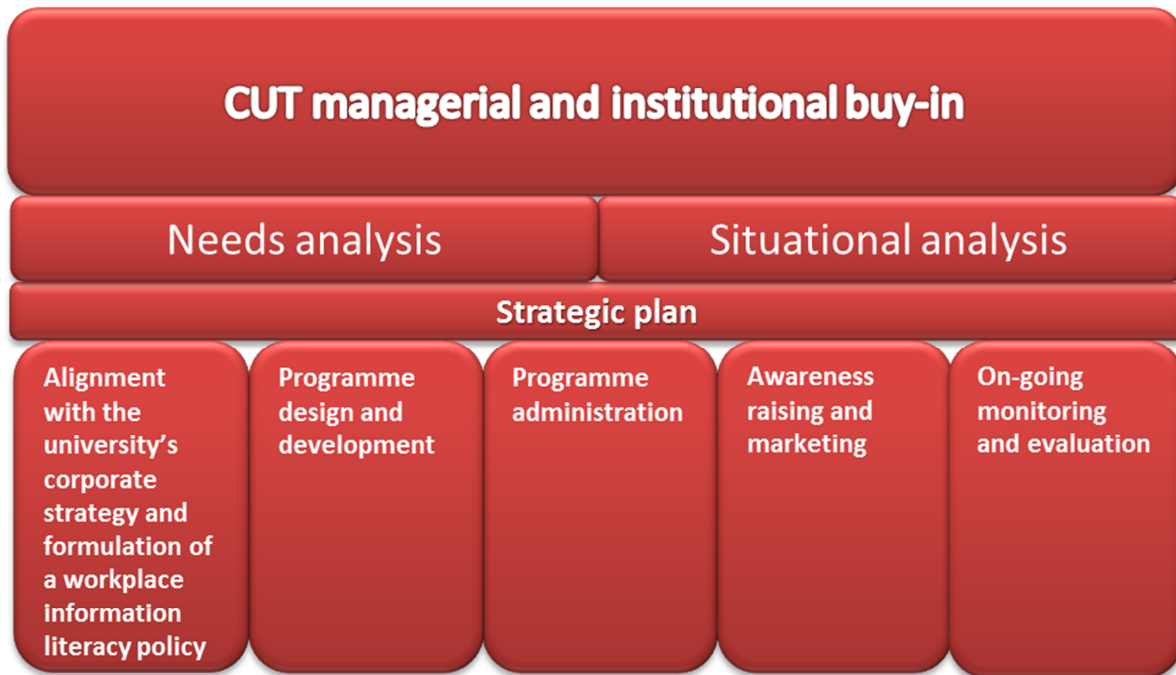 CUT managerial and institutional buy-in
Needs analysis
Situational analysis
Strategic plan
Alignment
with the
university’s
corporate
strategy and
formulation of
a workplace
information
literacy policy
Programme
design and
development
Programme
administration
Awareness
raising and
marketing
On-going
monitoring
and evaluation